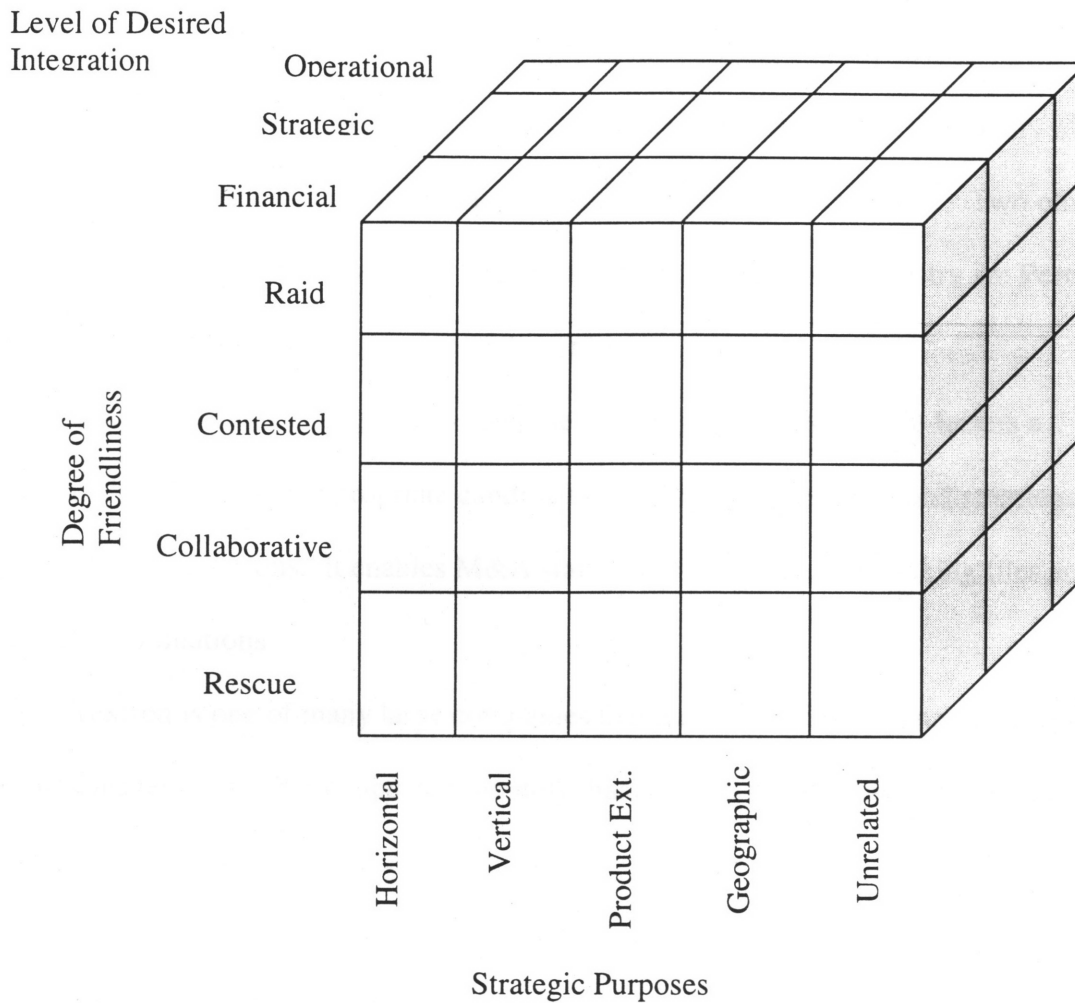 Level of Desired
Integration
Operational
Strategic
Financial
Raid
Contested
Collaborative
Rescue
Degree of
Friendliness
Horizontal
Vertical
Product Ext.
Geographic
Unrelated
Strategic Purposes